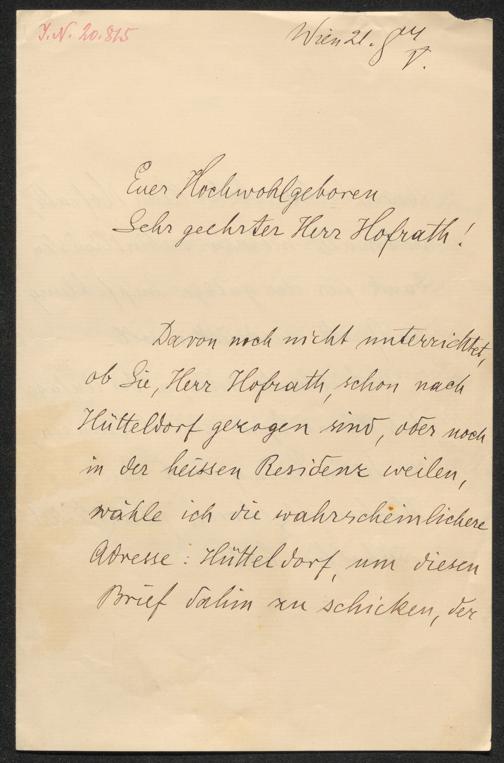 I.N. 20.815
Wien 21.
V.
Euer Hochwohlgeboren
Sehr geehrter Herr Hofrath!
Davon noch nicht unterrichtet,
ob Sie, Herr Hofrath, schon nach
Hütteldorf gezogen sind, oder noch
in der heissen Residenz weilen,
wähle ich die wahrscheinlichere
Adresse: Hütteldorf, um diesen
Brief dahin zu schicken, der